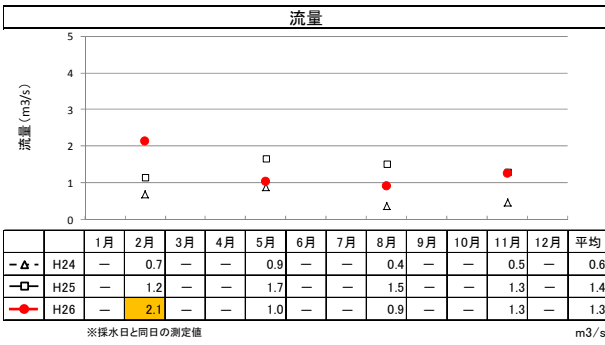 流量
5
4
3
2
1
0
流量(m3/s)
1月 2月 3月 4月 5月 6月 7月 8月 9月 10月 11月 12月 平均
H24 — 0.7 — — 0.9 — — 0.4 — — 0.5 — 0.6
H25 — 1.2 — — 1.7 — — 1.5 — — 1.3 — 1.4
H26 — 2.1 — — 1.0 — — 0.9 — — 1.3 — 1.3
※採水日と同日の測定値 m3/s